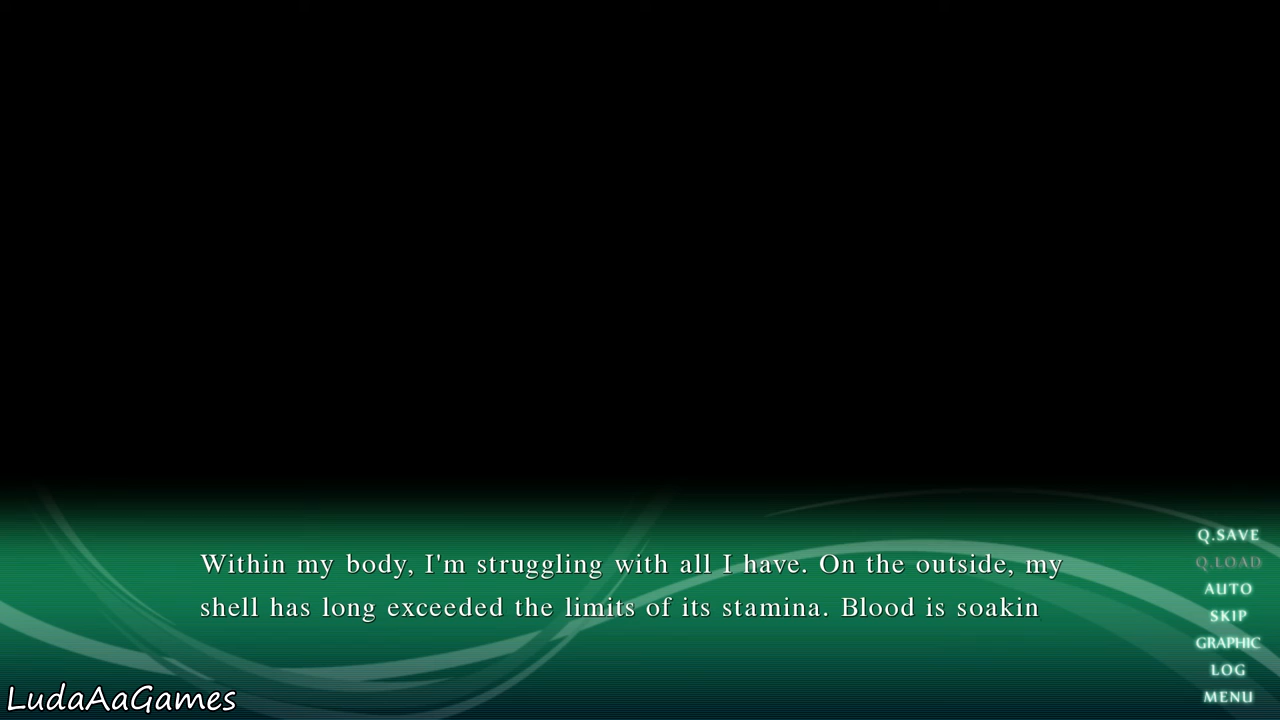 Within my body, I'm struggling with all I have. On the outside, my
shell has long exceeded the limits of its stamina. Blood is soakin
Q.SAVE
Q.LOAD
AUTO
SKIP
GRAPHIC
LOG
MENU
LudaAaGames